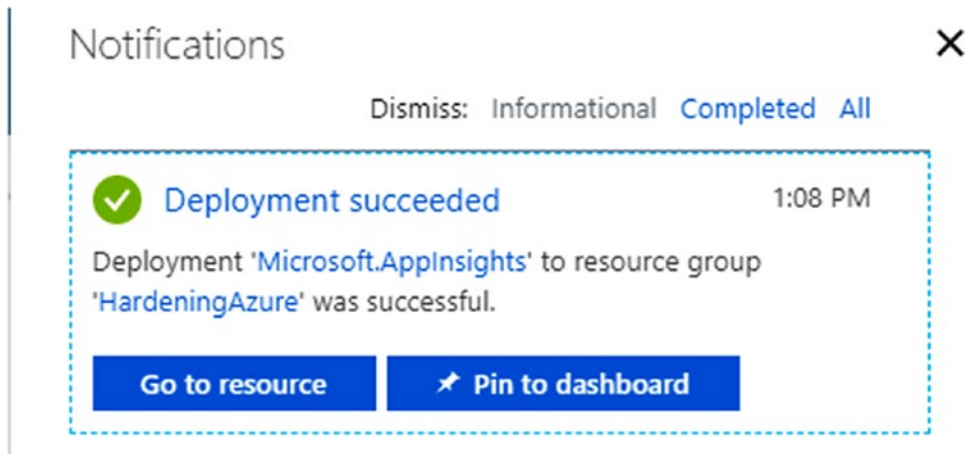 Notifications
Dismiss: Informational Completed All
Deployment succeeded 1:08 PM
Deployment 'Microsoft.AppInsights' to resource group
'HardeningAzure' was successful.
Go to resource Pin to dashboard